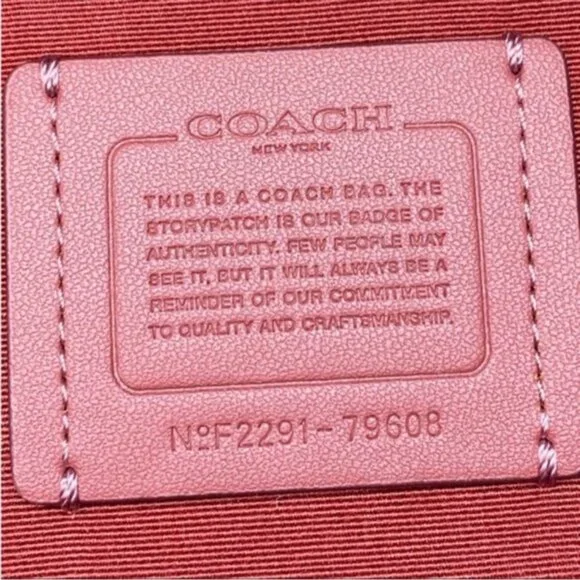 COACH
NEW YORK
THIS IS A COACH BAG. THE
STORYPATCH IS OUR BADGE OF
AUTHENTICITY. FEW PEOPLE MAY
SEE IT, BUT IT WILL ALWAYS BE A
REMINDER OF OUR COMMITMENT
TO QUALITY AND CRAFTSMANSHIP.
NºF2291-79608